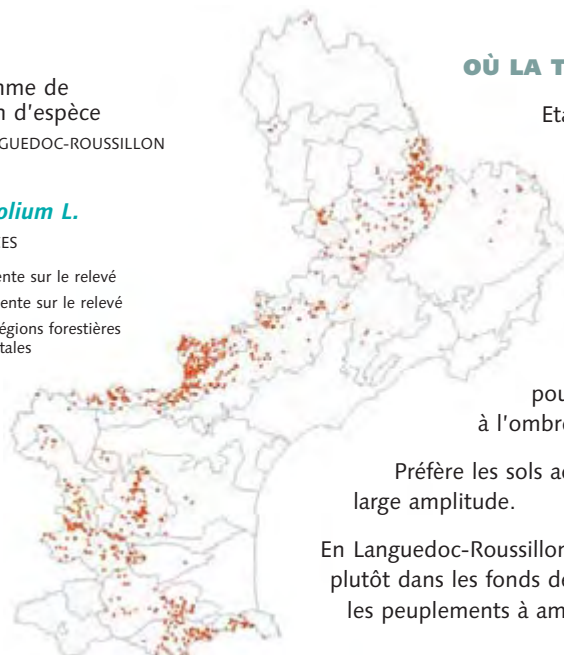 OÙ LA T
mme de
n d'espèce
GUEDOC-ROUSSILLON
Eta
olium L.
ES
ente sur le relevé
ente sur le relevé
égions forestières
tales
pou
à l'ombre
Préfère les sols ac
large amplitude.
En Languedoc-Roussillon
plutôt dans les fonds de
les peuplements à am